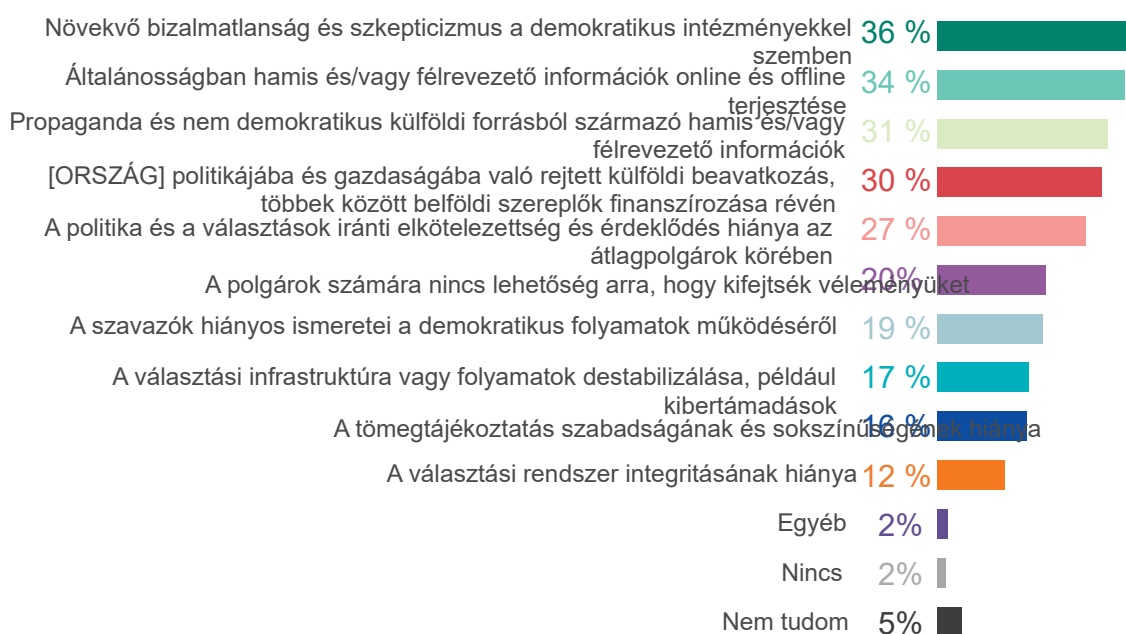 Növekvő bizalmatlanság és szkepticizmus a demokratikus intézményekkel
szemben
36 %
Általánosságban hamis és/vagy félrevezető információk online és offline
terjesztése
34 %
Propaganda és nem demokratikus külföldi forrásból származó hamis és/vagy
félrevezető információk
31 %
[ORSZÁG] politikájába és gazdaságába való rejtett külföldi beavatkozás,
többek között belföldi szereplők finanszírozása révén
30 %
A politika és a választások iránti elkötelezettség és érdeklődés hiánya az
átlagpolgárok körében
27 %
A polgárok számára nincs lehetőség arra, hogy kifejtsék véleményüket
20%
A szavazók hiányos ismeretei a demokratikus folyamatok működéséről
19 %
A választási infrastruktúra vagy folyamatok destabilizálása, például
kibertámadások
17 %
A tömegtájékoztatás szabadságának és sokszínűségének hiánya
16 %
A választási rendszer integritásának hiánya
12 %
Egyéb
2%
Nincs
2%
Nem tudom
5%